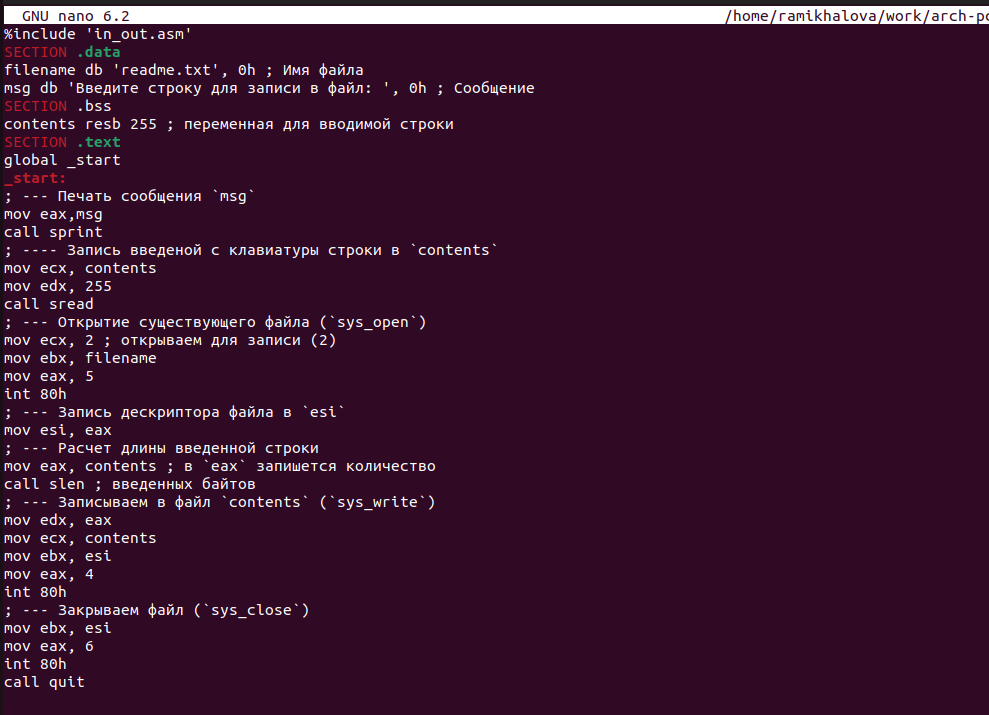 GNU nano 6.2 /home/ramikhalova/work/arch-pc
%include 'in_out.asm'
SECTION .data
filename db 'readme.txt', 0h ; Имя файла
msg db 'Введите строку для записи в файл: ', 0h ; Сообщение
SECTION .bss
contents resb 255 ; переменная для вводимой строки
SECTION .text
global _start
_start:
; --- Печать сообщения `msg`
mov eax,msg
call sprint
; ---- Запись введеной с клавиатуры строки в `contents`
mov ecx, contents
mov edx, 255
call sread
; --- Открытие существующего файла (`sys_open`)
mov ecx, 2 ; открываем для записи (2)
mov ebx, filename
mov eax, 5
int 80h
; --- Запись дескриптора файла в `esi`
mov esi, eax
; --- Расчет длины введенной строки
mov eax, contents ; в `eax` запишется количество
call slen ; введенных байтов
; --- Записываем в файл `contents` (`sys_write`)
mov edx, eax
mov ecx, contents
mov ebx, esi
mov eax, 4
int 80h
; --- Закрываем файл (`sys_close`)
mov ebx, esi
mov eax, 6
int 80h
call quit